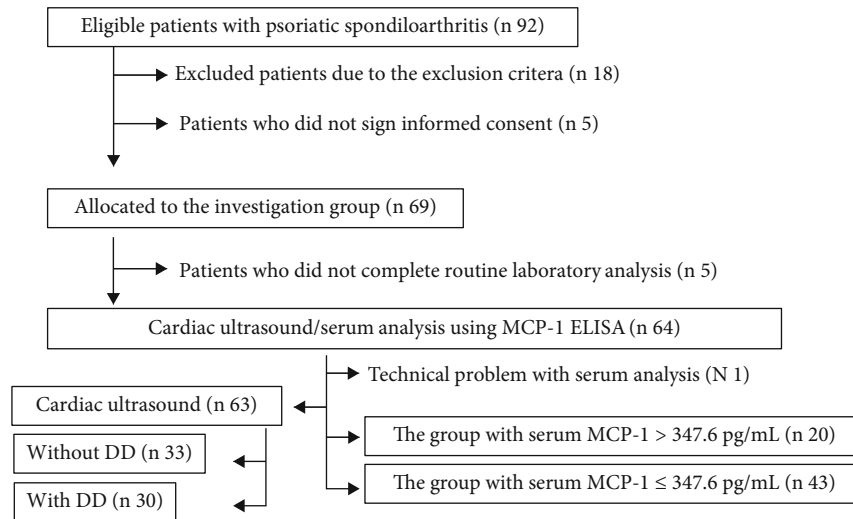 Eligible patients with psoriatic spondiloarthritis (n 92)
Excluded patients due to the exclusion criteria (n 18)
Patients who did not sign informed consent (n 5)
Allocated to the investigation group (n 69)
Patients who did not complete routine laboratory analysis (n 5)
Cardiac ultrasound/serum analysis using MCP-1 ELISA (n 64)
Technical problem with serum analysis (N 1)
Cardiac ultrasound (n 63)
The group with serum MCP-1 > 347.6 pg/mL (n 20)
Without DD (n 33)
The group with serum MCP-1 ≤ 347.6 pg/mL (n 43)
With DD (n 30)